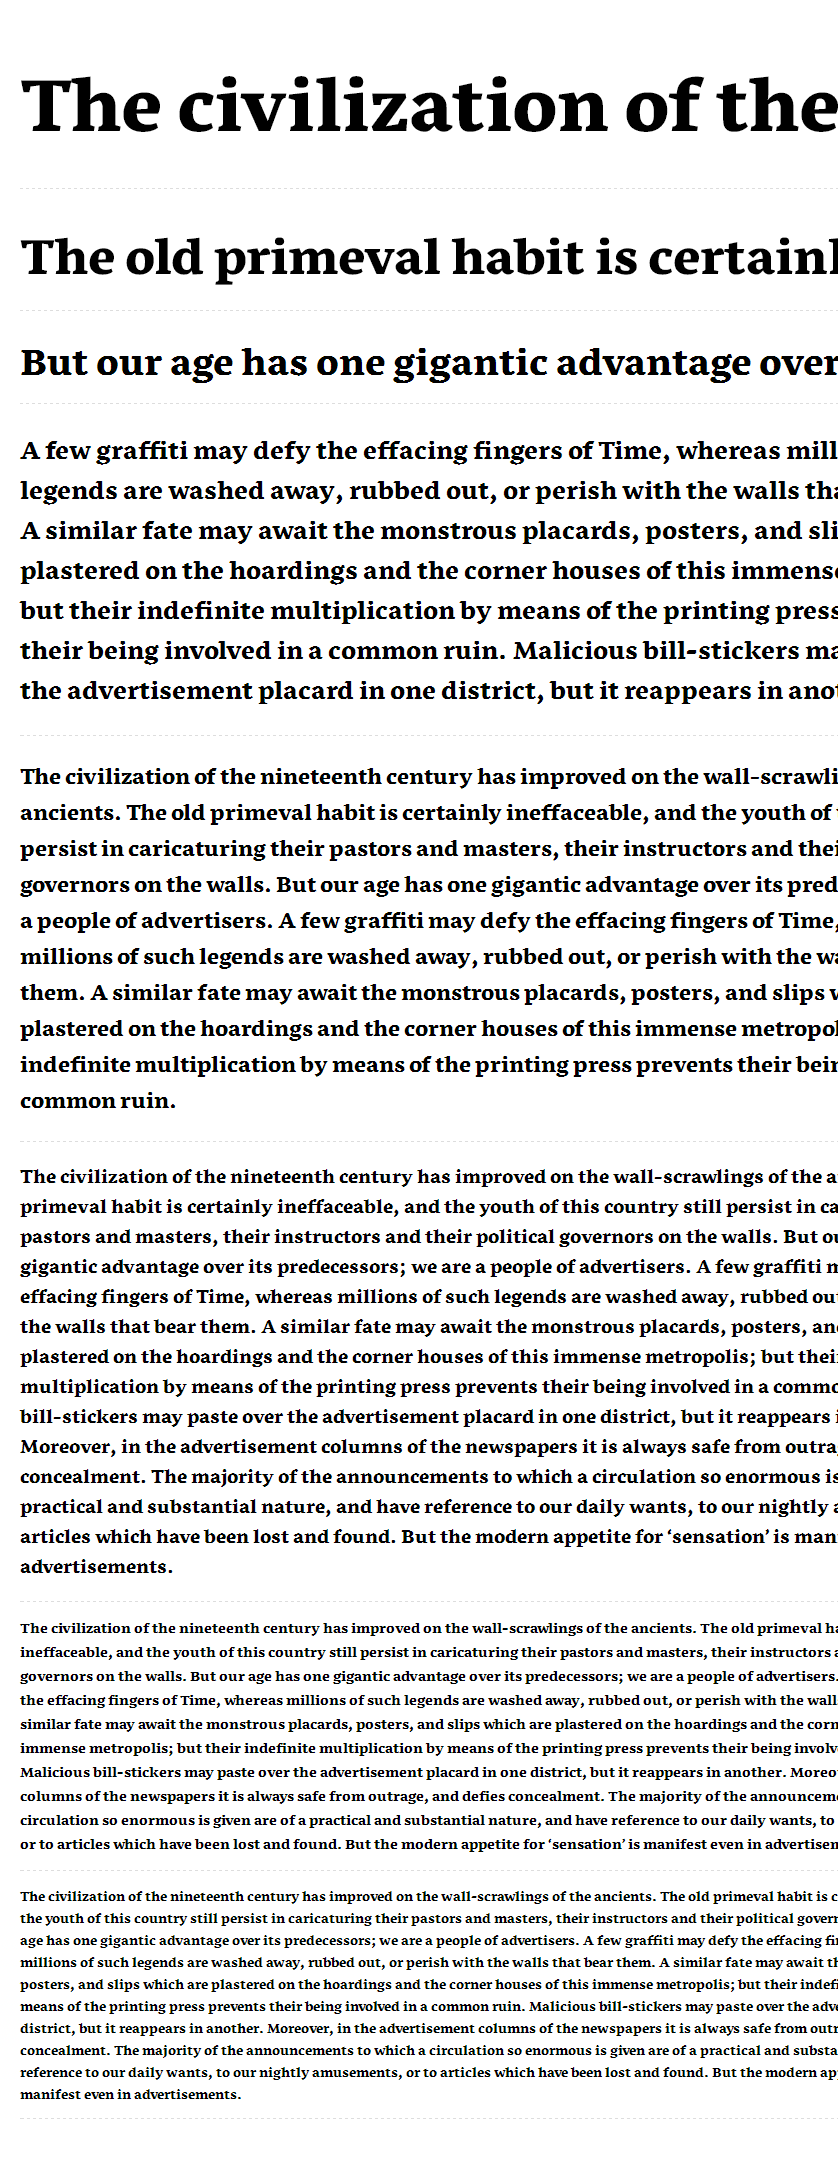 The civilization of the
The old primeval habit is certainl
But our age has one gigantic advantage over
A few graffiti may defy the effacing fingers of Time, whereas mill
legends are washed away, rubbed out, or perish with the walls tha
A similar fate may await the monstrous placards, posters, and sli
plastered on the hoardings and the corner houses of this immense
but their indefinite multiplication by means of the printing press
their being involved in a common ruin. Malicious bill-stickers ma
the advertisement placard in one district, but it reappears in anot
The civilization of the nineteenth century has improved on the wall-scrawli
ancients. The old primeval habit is certainly ineffaceable, and the youth of
persist in caricaturing their pastors and masters, their instructors and thei
governors on the walls. But our age has one gigantic advantage over its pred
a people of advertisers. A few graffiti may defy the effacing fingers of Time,
millions of such legends are washed away, rubbed out, or perish with the wa
them. A similar fate may await the monstrous placards, posters, and slips w
plastered on the hoardings and the corner houses of this immense metropol
indefinite multiplication by means of the printing press prevents their bein
common ruin.
The civilization of the nineteenth century has improved on the wall-scrawlings of the a
primeval habit is certainly ineffaceable, and the youth of this country still persist in ca
pastors and masters, their instructors and their political governors on the walls. But ou
gigantic advantage over its predecessors; we are a people of advertisers. A few graffiti m
effacing fingers of Time, whereas millions of such legends are washed away, rubbed out
the walls that bear them. A similar fate may await the monstrous placards, posters, and
plastered on the hoardings and the corner houses of this immense metropolis; but their
multiplication by means of the printing press prevents their being involved in a commo
bill-stickers may paste over the advertisement placard in one district, but it reappears i
Moreover, in the advertisement columns of the newspapers it is always safe from outra
concealment. The majority of the announcements to which a circulation so enormous is
practical and substantial nature, and have reference to our daily wants, to our nightly a
articles which have been lost and found. But the modern appetite for ‘sensation’ is mani
advertisements.
The civilization of the nineteenth century has improved on the wall-scrawlings of the ancients. The old primeval ha
ineffaceable, and the youth of this country still persist in caricaturing their pastors and masters, their instructors a
governors on the walls. But our age has one gigantic advantage over its predecessors; we are a people of advertisers.
the effacing fingers of Time, whereas millions of such legends are washed away, rubbed out, or perish with the wall
similar fate may await the monstrous placards, posters, and slips which are plastered on the hoardings and the corn
immense metropolis; but their indefinite multiplication by means of the printing press prevents their being involv
Malicious bill-stickers may paste over the advertisement placard in one district, but it reappears in another. Moreo
columns of the newspapers it is always safe from outrage, and defies concealment. The majority of the announceme
circulation so enormous is given are of a practical and substantial nature, and have reference to our daily wants, to
or to articles which have been lost and found. But the modern appetite for ‘sensation’ is manifest even in advertisem
The civilization of the nineteenth century has improved on the wall-scrawlings of the ancients. The old primeval habit is c
the youth of this country still persist in caricaturing their pastors and masters, their instructors and their political govern
age has one gigantic advantage over its predecessors; we are a people of advertisers. A few graffiti may defy the effacing fin
millions of such legends are washed away, rubbed out, or perish with the walls that bear them. A similar fate may await th
posters, and slips which are plastered on the hoardings and the corner houses of this immense metropolis; but their indefi
means of the printing press prevents their being involved in a common ruin. Malicious bill-stickers may paste over the adve
district, but it reappears in another. Moreover, in the advertisement columns of the newspapers it is always safe from outr
concealment. The majority of the announcements to which a circulation so enormous is given are of a practical and substa
reference to our daily wants, to our nightly amusements, or to articles which have been lost and found. But the modern app
manifest even in advertisements.